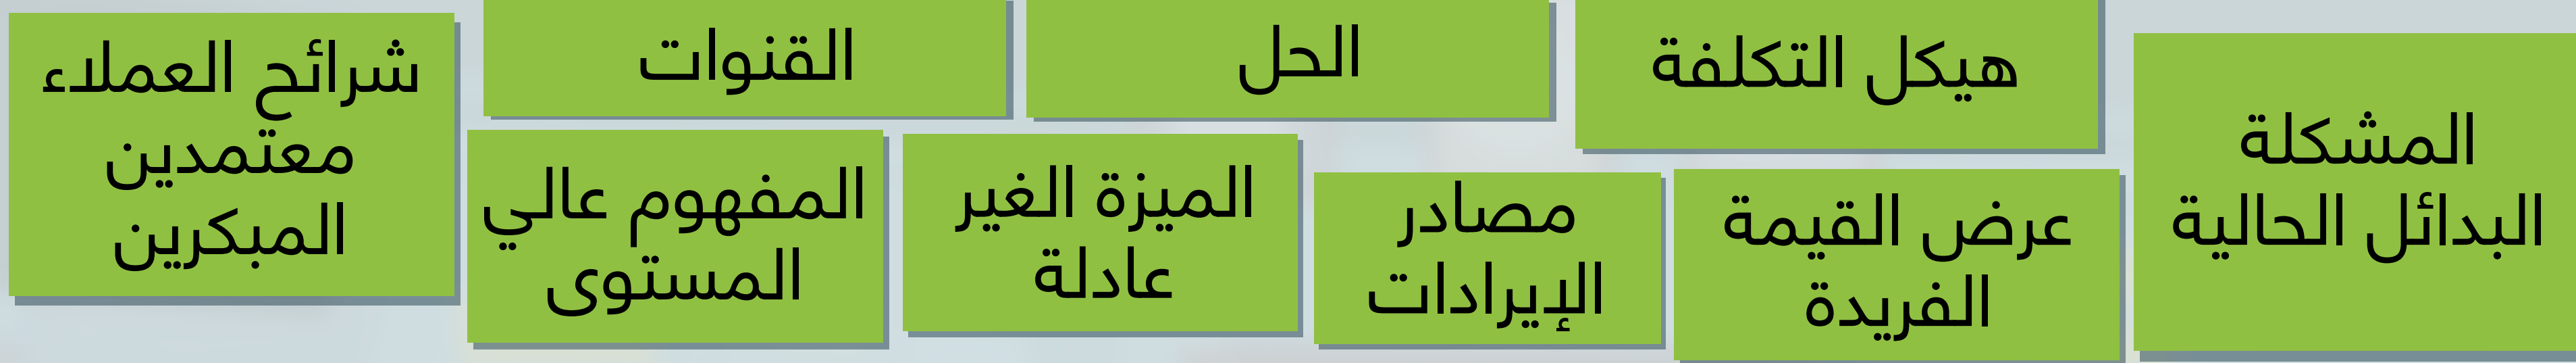 المشكلة
البدائل الحالية
هيكل التكلفة
الحل
القنوات
شرائح العملاء
معتمدين
المبكرين
عرض القيمة
الفريدة
مصادر
الإيرادات
الميزة الغير
عادلة
المفهوم عالي
المستوى